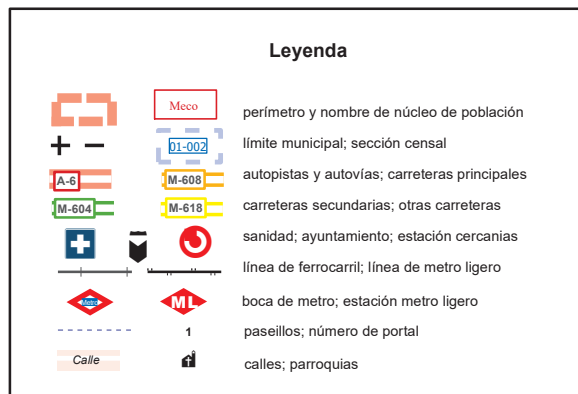 Leyenda
Meco perímetro y nombre de núcleo de población
01-002 límite municipal; sección censal
A-6 M-608 autopistas y autovías; carreteras principales
M-604 M-618 carreteras secundarias; otras carreteras
sanidad; ayuntamiento; estación cercanias
línea de ferrocarril; línea de metro ligero
Metro ML boca de metro; estación metro ligero
1 paseillos; número de portal
Calle calles; parroquias